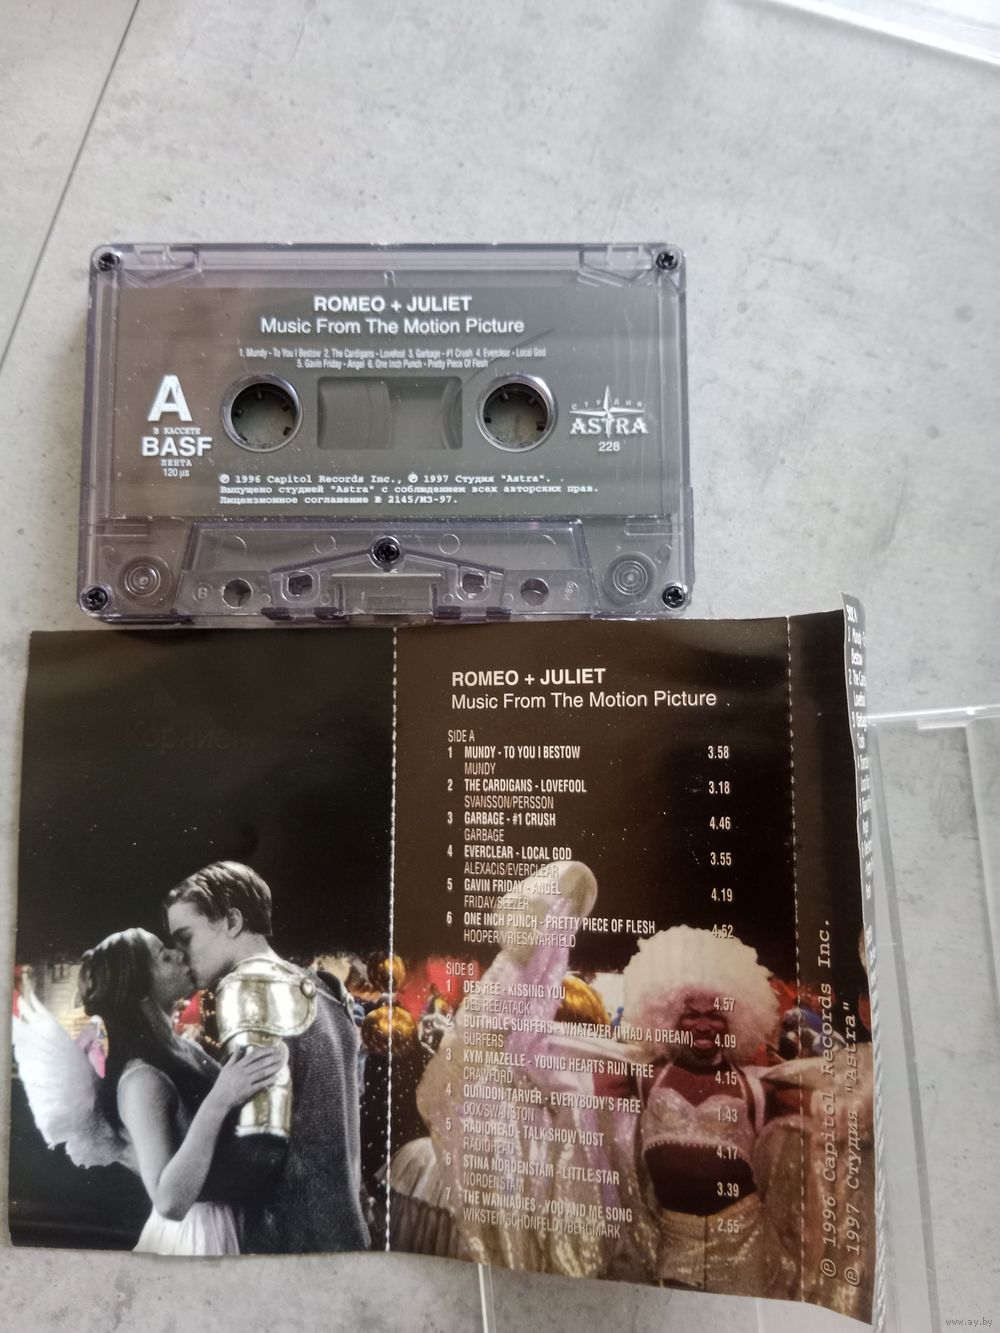 ROMEO + JULIET
Music From The Motion Picture
1. Mundy - To You I Bestow 2. The Cardigans - Lovefool 3. Garbage - #1 Crush 4. Everclear - Local God
5. Gavin Friday - Angel 6. One Inch Punch - Pretty Piece Of Flesh
A
В КАССЕТЕ
BASF
ЛЕНТА
120 µs
СТУДИЯ
ASTRA
228
℗ 1996 Capitol Records Inc., ℗ 1997 Студия "Astra".
Выпущено студией "Astra" с соблюдением всех авторских прав.
Лицензионное соглашение № 2145/МЗ-97.
B
ROMEO + JULIET
Music From The Motion Picture
SIDE A
1 MUNDY - TO YOU I BESTOW 3.58
MUNDY
2 THE CARDIGANS - LOVEFOOL 3.18
SVANSSON/PERSSON
3 GARBAGE - #1 CRUSH 4.46
GARBAGE
4 EVERCLEAR - LOCAL GOD 3.55
ALEXACIS/EVERCLEAR
5 GAVIN FRIDAY - ANGEL 4.19
FRIDAY/SEEZER
6 ONE INCH PUNCH - PRETTY PIECE OF FLESH 4.52
HOOPER/VRIES/WARFIELD
SIDE B
1 DES'REE - KISSING YOU 4.57
DES'REE/ATACK
2 BUTTHOLE SURFERS - WHATEVER (I HAD A DREAM) 4.09
SURFERS
3 KYM MAZELLE - YOUNG HEARTS RUN FREE 4.15
CRAWFORD
4 QUINDON TARVER - EVERYBODY'S FREE 1.43
COX/SWANSTON
5 RADIOHEAD - TALK SHOW HOST 4.17
RADIOHEAD
6 STINA NORDENSTAM - LITTLE STAR 3.39
NORDENSTAM
7 THE WANNADIES - YOU AND ME SONG 2.55
WIKSTEN/SCHONFELDT/BERGMARK
℗ 1996 Capitol Records Inc.
℗ 1997 Студия "Astra"
www.ay.by